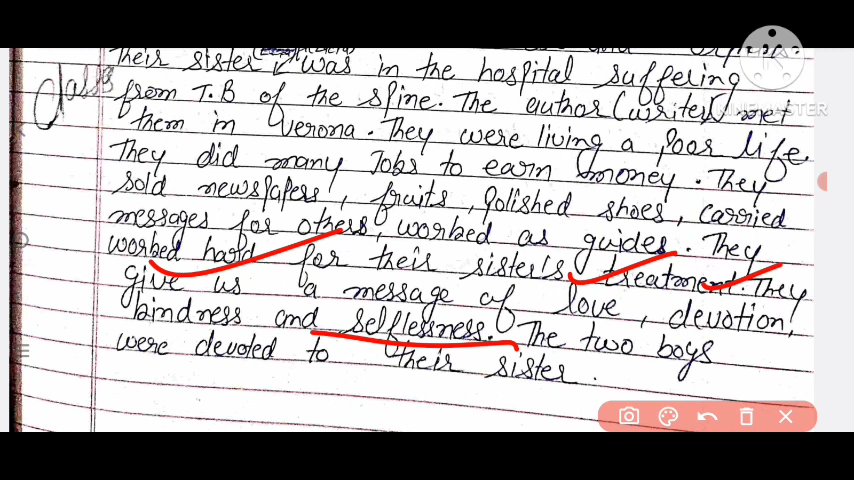 their sister was in the hospital suffering
from T.B of the spine. The author (writer) met
them in Verona. They were living a poor life.
They did many Jobs to earn money. They
sold newspapers, fruits, polished shoes, carried
messages for others, worked as guides. They
worked hard for their sister's treatment. They
give us a message of love, devotion,
kindness and selflessness. The two boys
were devoted to their sister.
Class
KINEMASTER